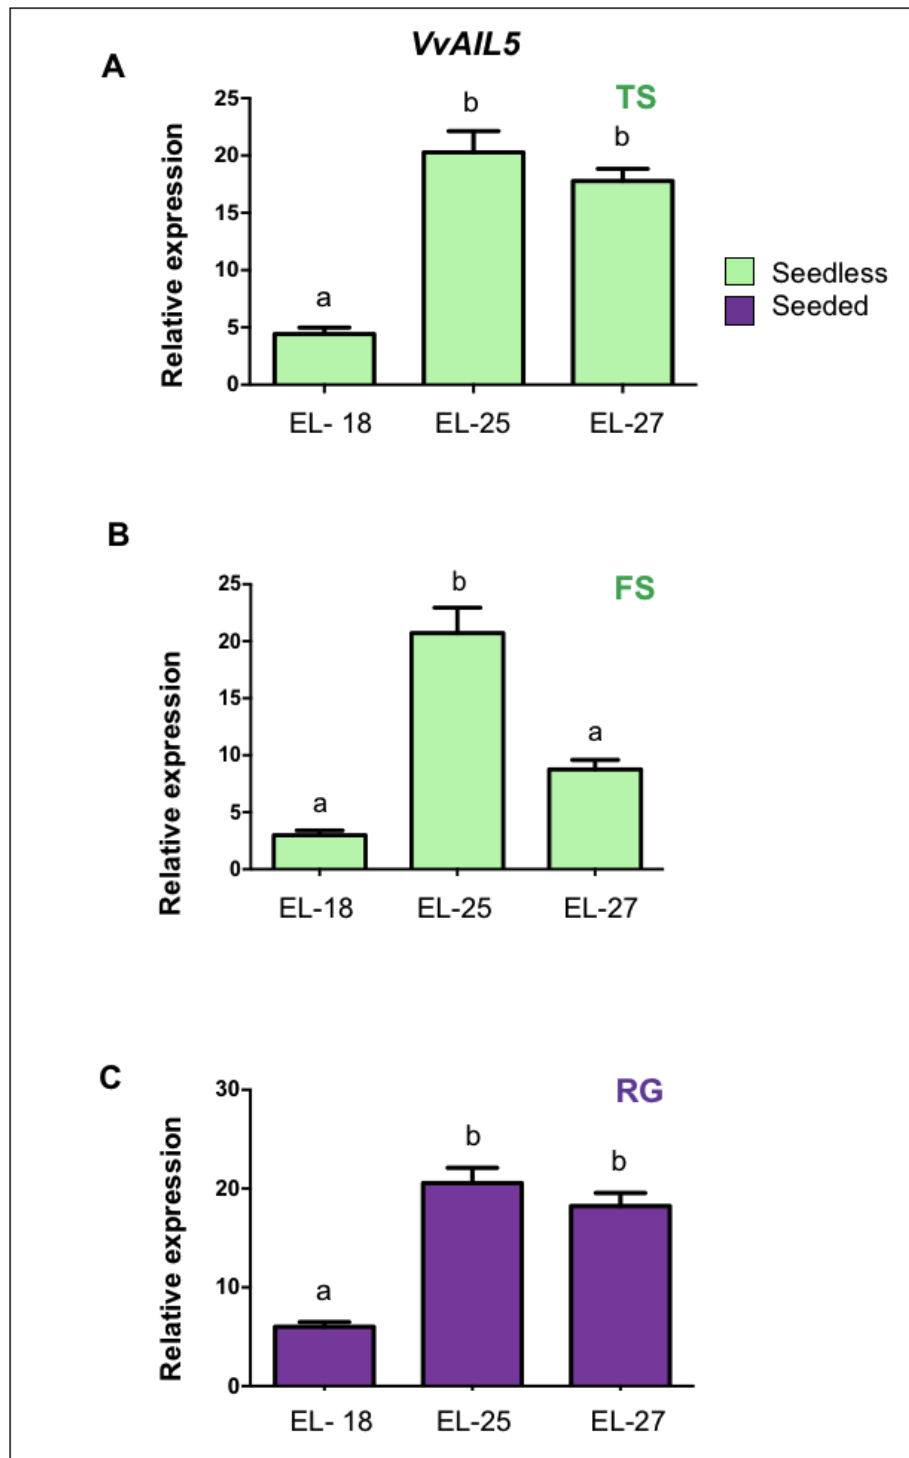 VvAIL5
A
TS
Relative expression
25
20
15
10
5
0
a
b
b
EL- 18
EL-25
EL-27
Seedless
Seeded
B
FS
Relative expression
25
20
15
10
5
0
a
b
a
EL-18
EL-25
EL-27
C
RG
Relative expression
30
20
10
0
a
b
b
EL- 18
EL-25
EL-27